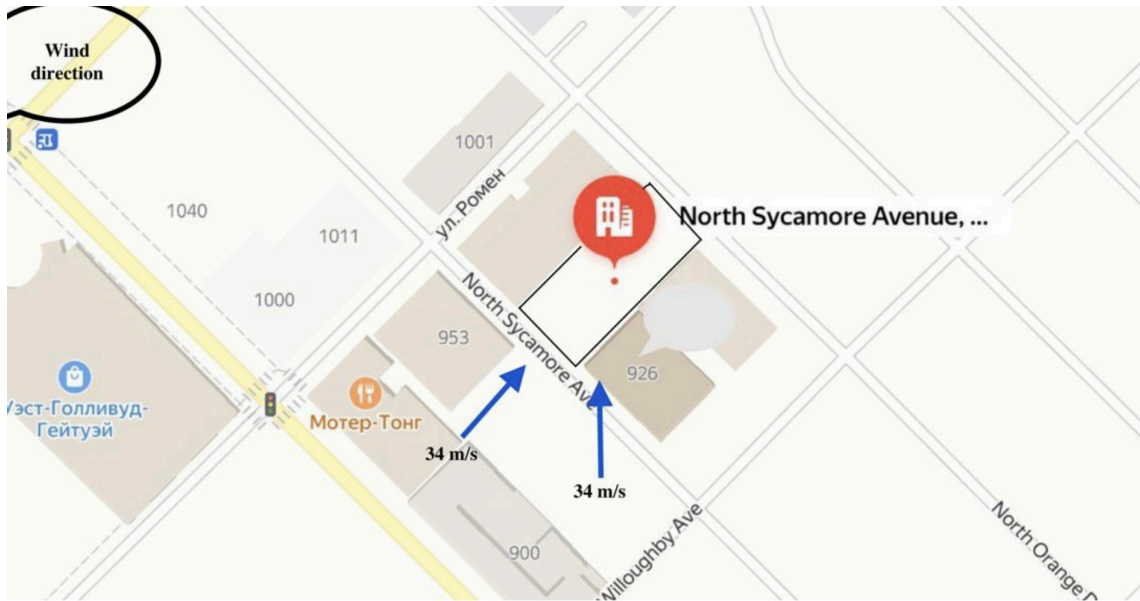 Wind
direction
1001
ул. Ромен
1040
1011
North Sycamore Avenue, ...
1000
North Sycamore Ave
953
926
Уэст-Голливуд-
Гейтуэй
Мотер-Тонг
34 m/s
34 m/s
900
Willoughby Ave
North Orange D